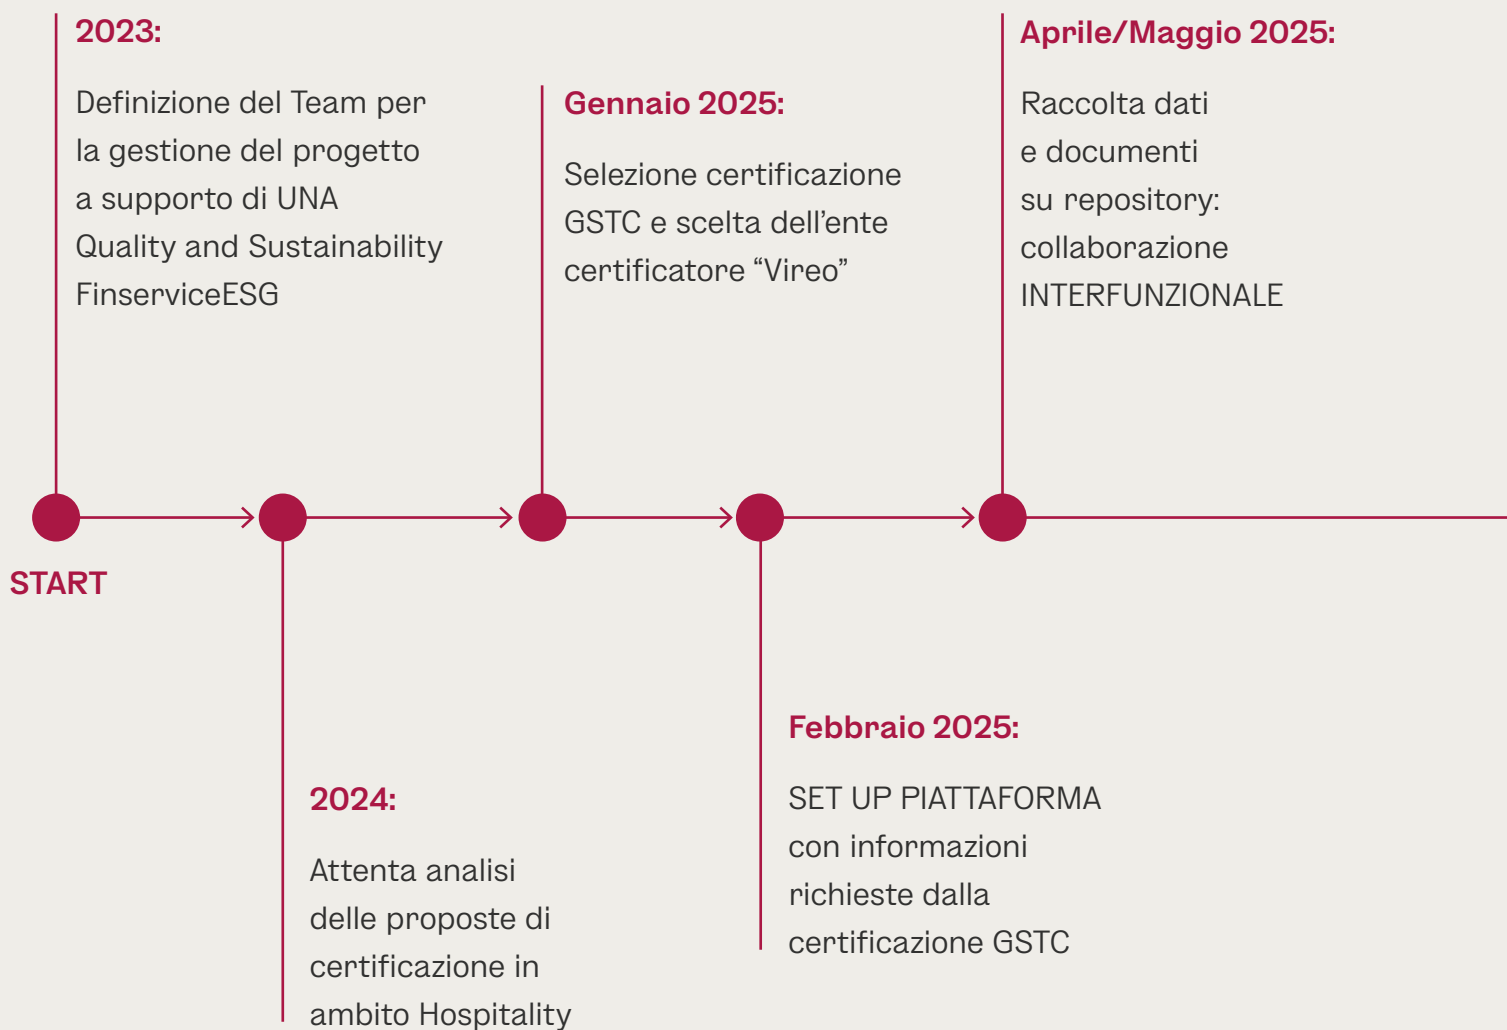 2023:
Definizione del Team per
la gestione del progetto
a supporto di UNA
Quality and Sustainability
FinserviceESG
START
2024:
Attenta analisi
delle proposte di
certificazione in
ambito Hospitality
Gennaio 2025:
Selezione certificazione
GSTC e scelta dell’ente
certificatore “Vireo”
Febbraio 2025:
SET UP PIATTAFORMA
con informazioni
richieste dalla
certificazione GSTC
Aprile/Maggio 2025:
Raccolta dati
e documenti
su repository:
collaborazione
INTERFUNZIONALE